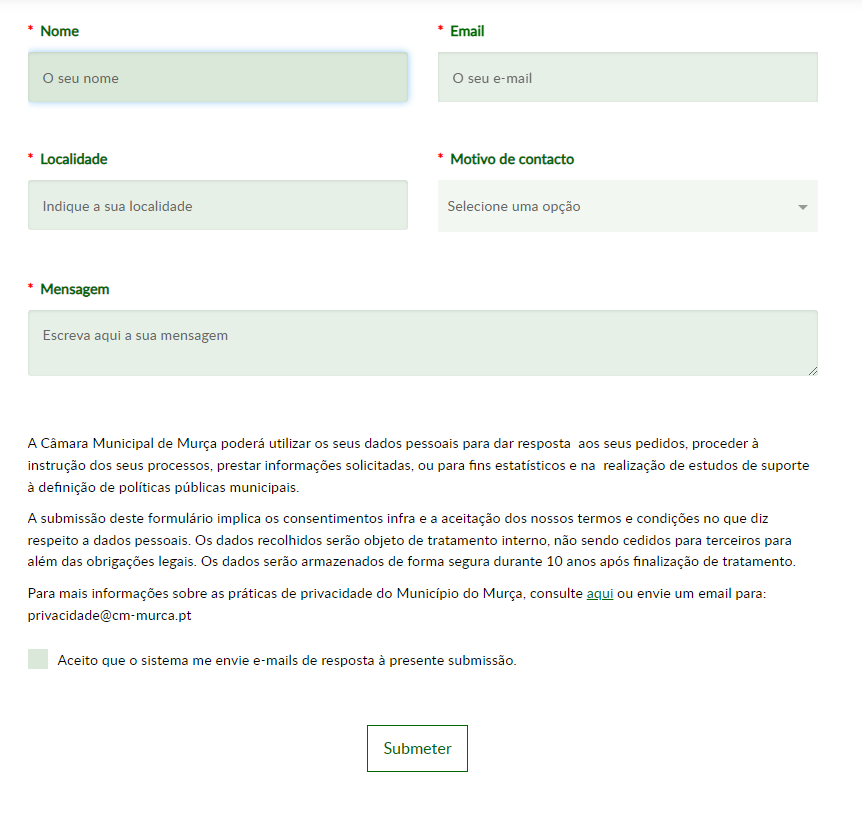 * Nome
* Email
O seu nome
O seu e-mail
* Localidade
* Motivo de contacto
Indique a sua localidade
Selecione uma opção
* Mensagem
Escreva aqui a sua mensagem
A Câmara Municipal de Murça poderá utilizar os seus dados pessoais para dar resposta aos seus pedidos, proceder à
instrução dos seus processos, prestar informações solicitadas, ou para fins estatísticos e na realização de estudos de suporte
à definição de políticas públicas municipais.
A submissão deste formulário implica os consentimentos infra e a aceitação dos nossos termos e condições no que diz
respeito a dados pessoais. Os dados recolhidos serão objeto de tratamento interno, não sendo cedidos para terceiros para
além das obrigações legais. Os dados serão armazenados de forma segura durante 10 anos após finalização de tratamento.
Para mais informações sobre as práticas de privacidade do Município do Murça, consulte aqui ou envie um email para:
privacidade@cm-murca.pt
Aceito que o sistema me envie e-mails de resposta à presente submissão.
Submeter